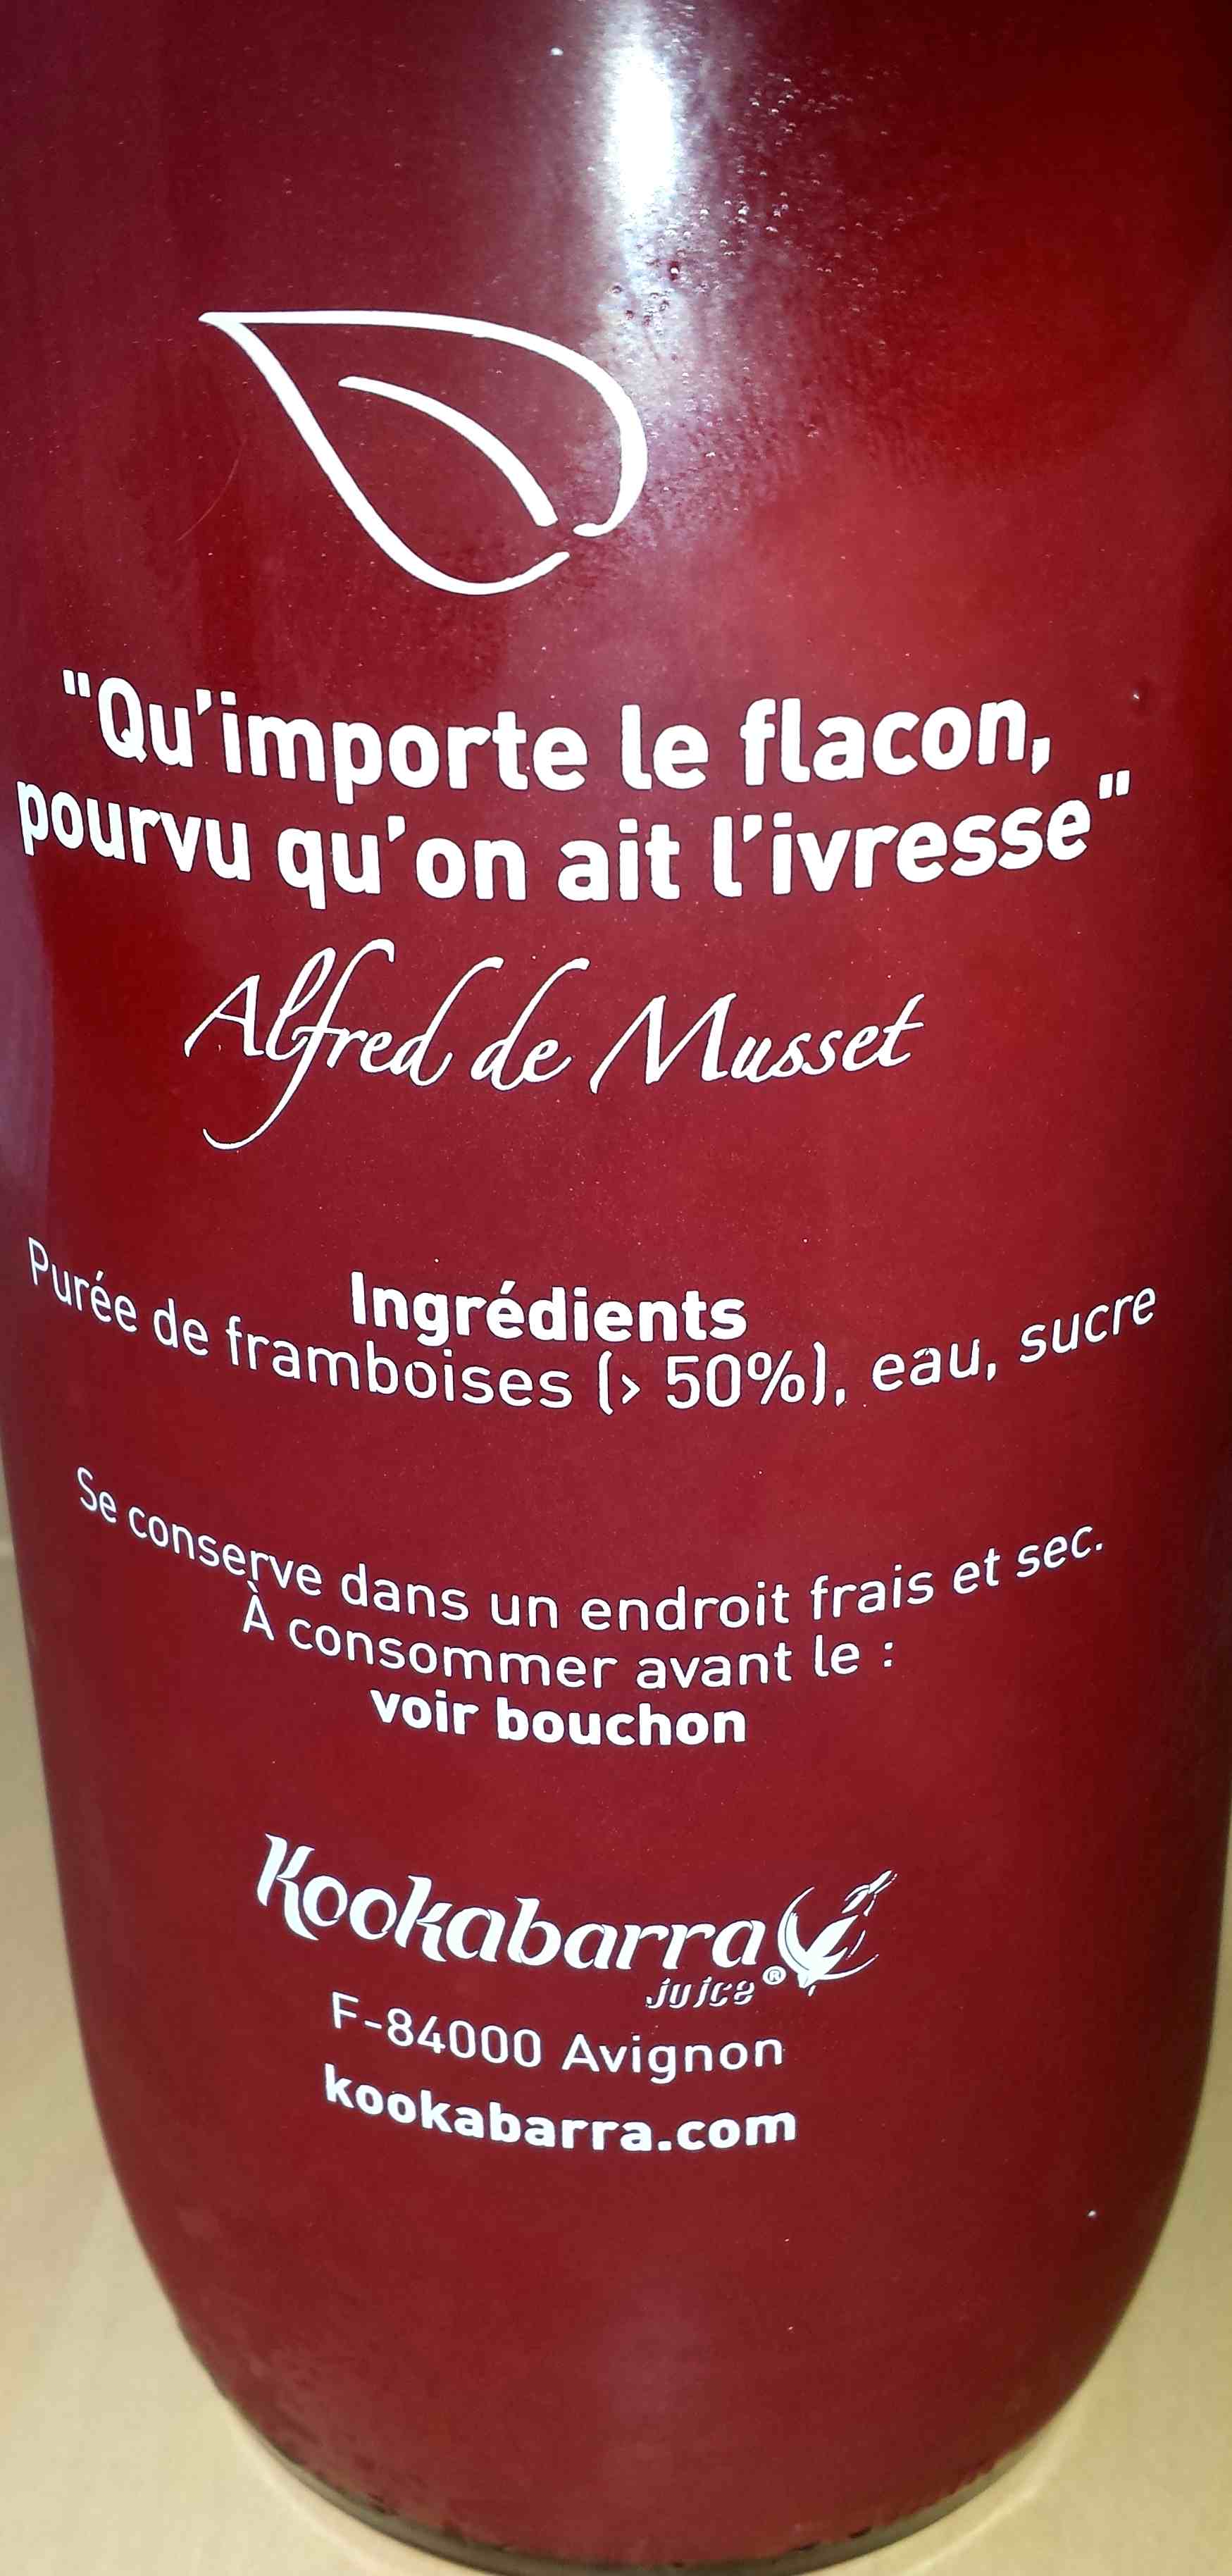 "Qu'importe le flacon,
pourvu qu'on ait l'ivresse"
Alfred de Musset
Ingrédients
Purée de framboises (> 50%), eau, sucre
Se conserve dans un endroit frais et sec.
À consommer avant le :
voir bouchon
Kookabarra
juice®
F-84000 Avignon
kookabarra.com